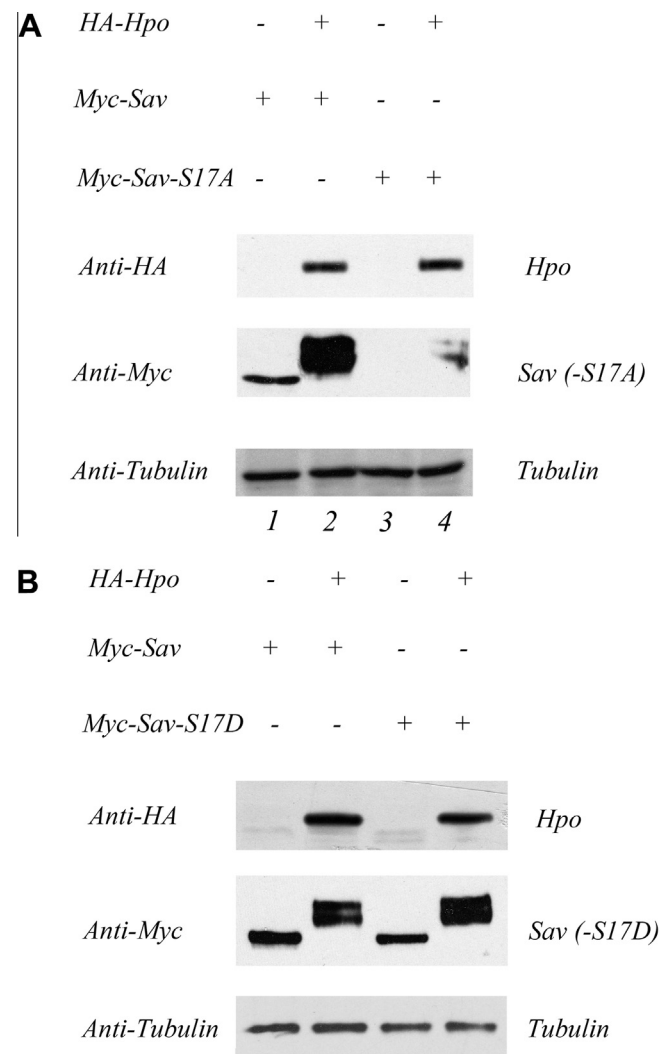 A HA-Hpo - + - +
Myc-Sav + + - -
Myc-Sav-S17A - - + +
Anti-HA Hpo
Anti-Myc Sav (-S17A)
Anti-Tubulin Tubulin
1 2 3 4
B HA-Hpo - + - +
Myc-Sav + + - -
Myc-Sav-S17D - - + +
Anti-HA Hpo
Anti-Myc Sav (-S17D)
Anti-Tubulin Tubulin